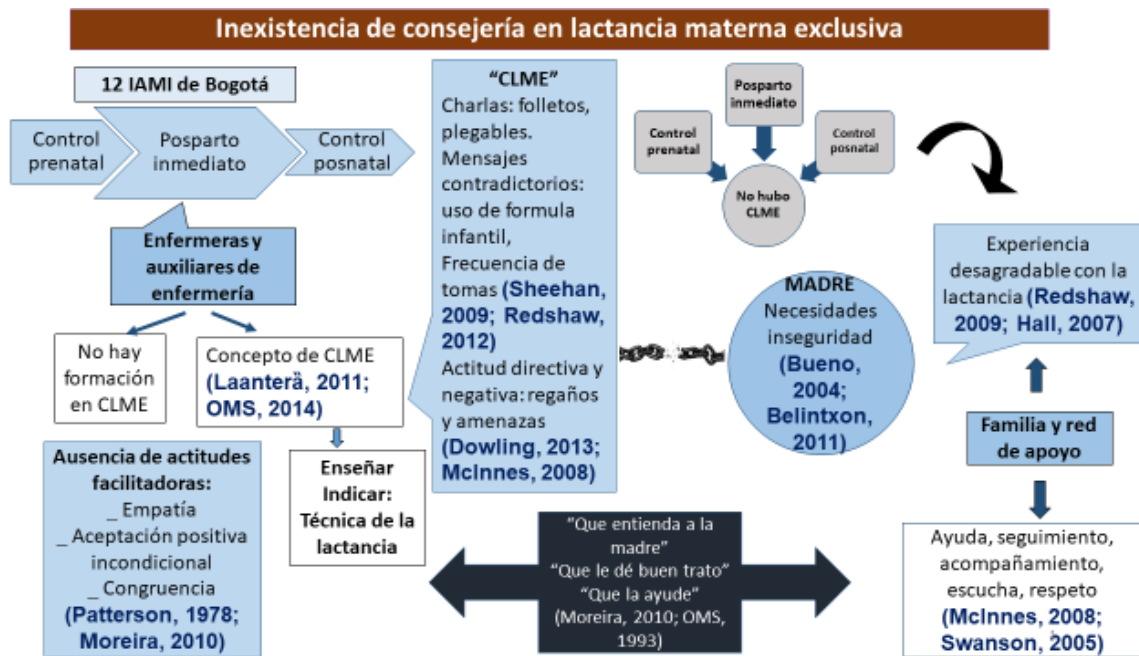 Inexistencia de consejería en lactancia materna exclusiva
12 IAMI de Bogotá
Control
prenatal
Posparto
inmediato
Control
posnatal
Enfermeras y
auxiliares de
enfermería
No hay
formación
en CLME
Concepto de CLME
(Laanterä, 2011;
OMS, 2014)
Ausencia de actitudes
facilitadoras:
_ Empatía
_ Aceptación positiva
incondicional
_ Congruencia
(Patterson, 1978;
Moreira, 2010)
Enseñar
Indicar:
Técnica de la
lactancia
“CLME”
Charlas: folletos,
plegables.
Mensajes
contradictorios:
uso de formula
infantil,
Frecuencia de
tomas (Sheehan,
2009; Redshaw,
2012)
Actitud directiva y
negativa: regaños
y amenazas
(Dowling, 2013;
McInnes, 2008)
Control
prenatal
Posparto
inmediato
Control
posnatal
No hubo
CLME
MADRE
Necesidades
inseguridad
(Bueno,
2004;
Belintxon,
2011)
“Que entienda a la
madre”
“Que le dé buen trato”
“Que la ayude”
(Moreira, 2010; OMS,
1993)
Experiencia
desagradable con la
lactancia (Redshaw,
2009; Hall, 2007)
Familia y red
de apoyo
Ayuda, seguimiento,
acompañamiento,
escucha, respeto
(McInnes, 2008;
Swanson, 2005)